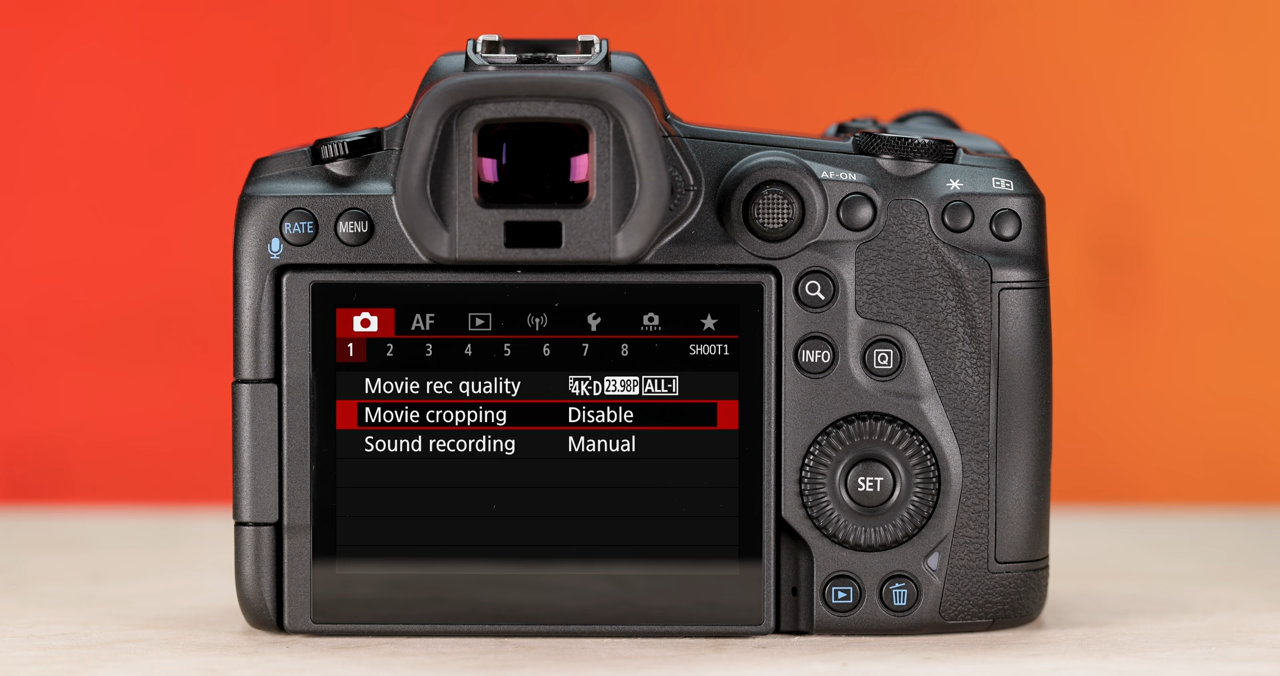 AF-ON
RATE
MENU
AF
1 2 3 4 5 6 7 8 SHOOT1
INFO
Q
Movie rec quality 4K-D 23.98P ALL-I
Movie cropping Disable
Sound recording Manual
SET